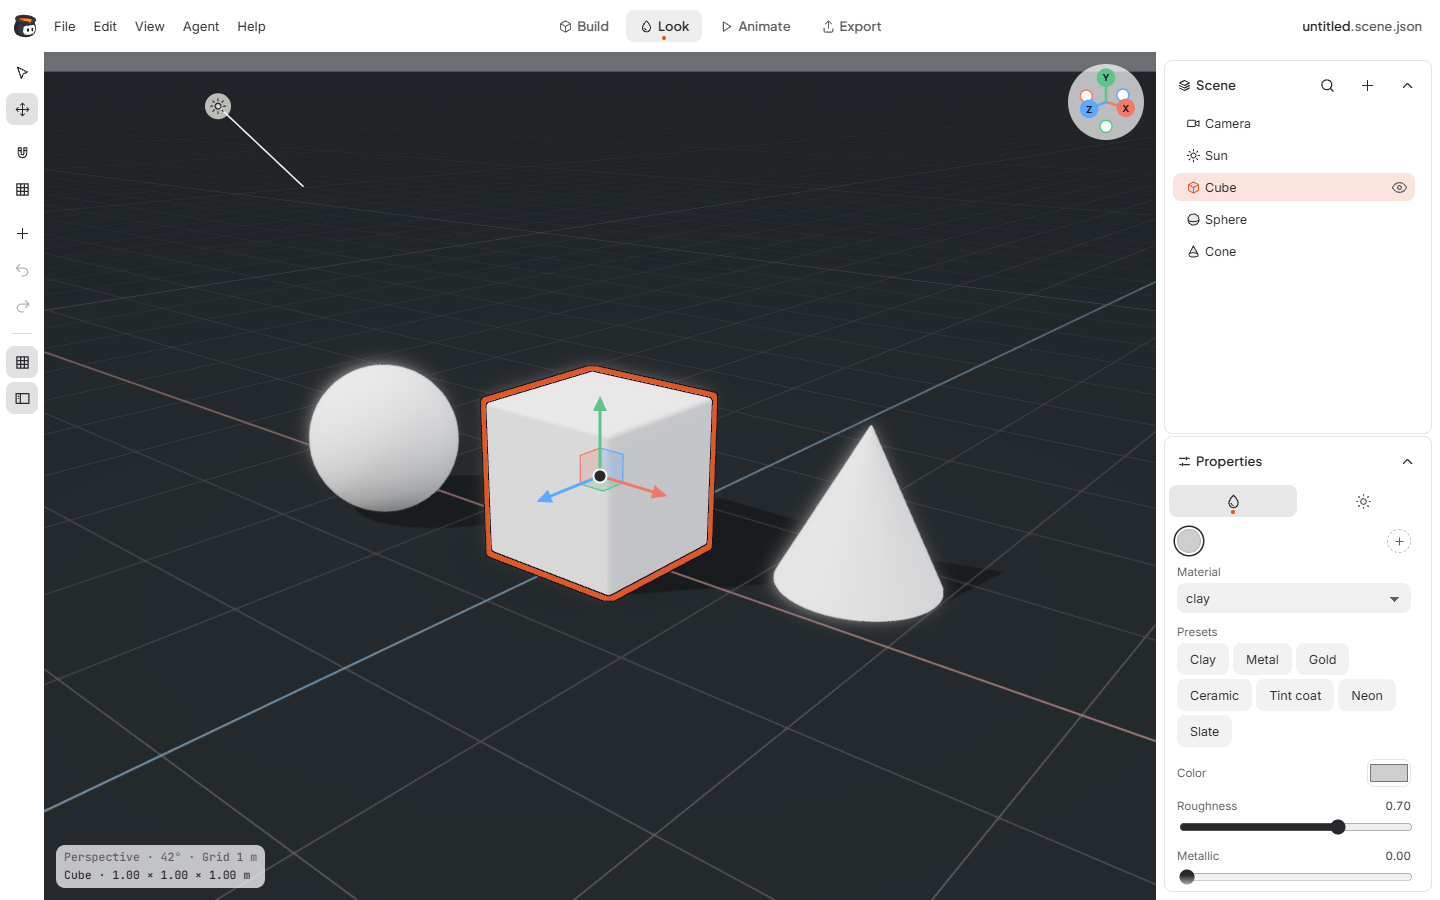 File Edit View Agent Help
Build Look Animate Export
untitled.scene.json
Y
Z X
Scene
Camera
Sun
Cube
Sphere
Cone
Properties
Material
clay
Presets
Clay Metal Gold
Ceramic Tint coat Neon
Slate
Color
Roughness 0.70
Metallic 0.00
Perspective · 42° · Grid 1 m
Cube · 1.00 × 1.00 × 1.00 m